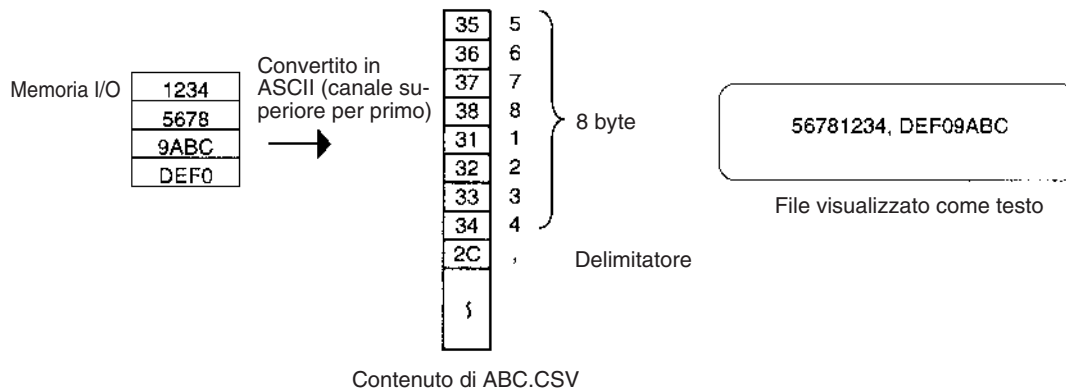 Memoria I/O
1234
5678
9ABC
DEF0
Convertito in
ASCII (canale su-
periore per primo)
35 5
36 6
37 7
38 8
31 1
32 2
33 3
34 4
2C ,
8 byte
Delimitatore
Contenuto di ABC.CSV
56781234, DEF09ABC
File visualizzato come testo